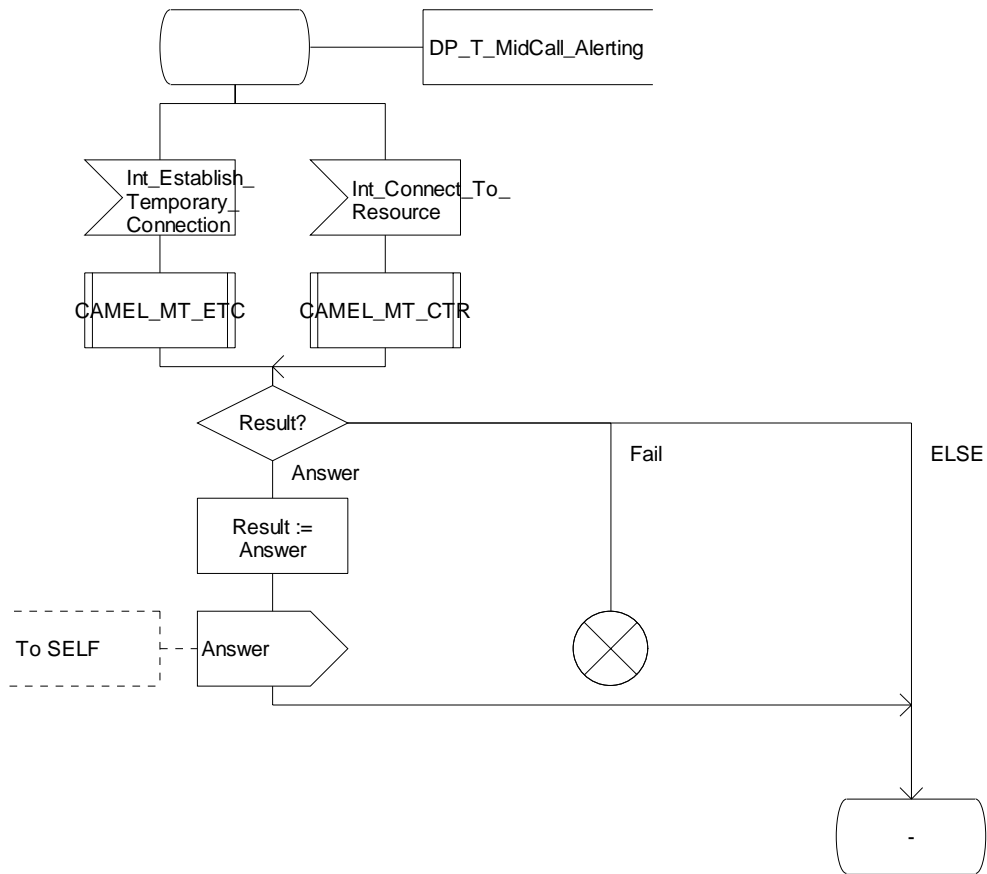 DP_T_MidCall_Alerting
Int_Establish_
Temporary_
Connection
Int_Connect_To_
Resource
CAMEL_MT_ETC
CAMEL_MT_CTR
Result?
Fail
ELSE
Answer
Result :=
Answer
To SELF
Answer
-